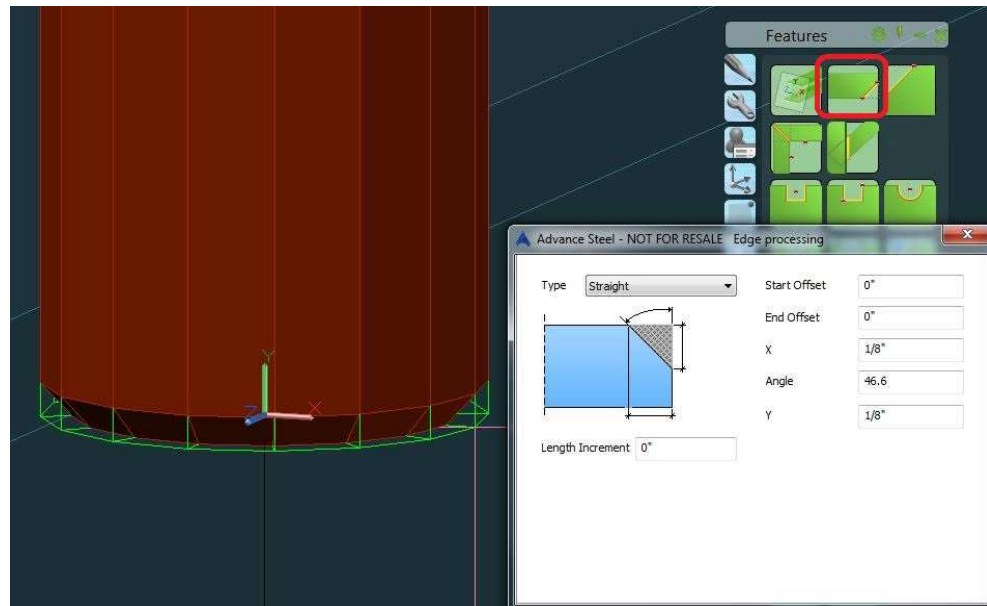 Features
Advance Steel - NOT FOR RESALE Edge processing
Type Straight
Start Offset 0"
End Offset 0"
X 1/8"
Angle 46.6
Y 1/8"
Length Increment 0"
Y
Z X